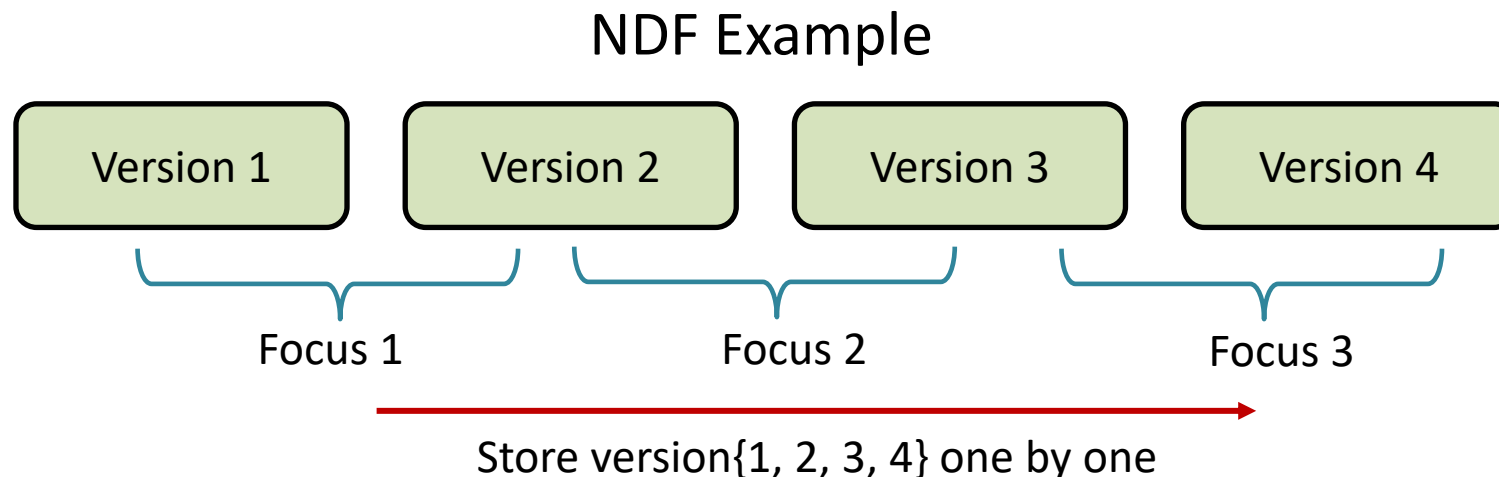 NDF Example
Version 1 Version 2 Version 3 Version 4
Focus 1 Focus 2 Focus 3
Store version{1, 2, 3, 4} one by one